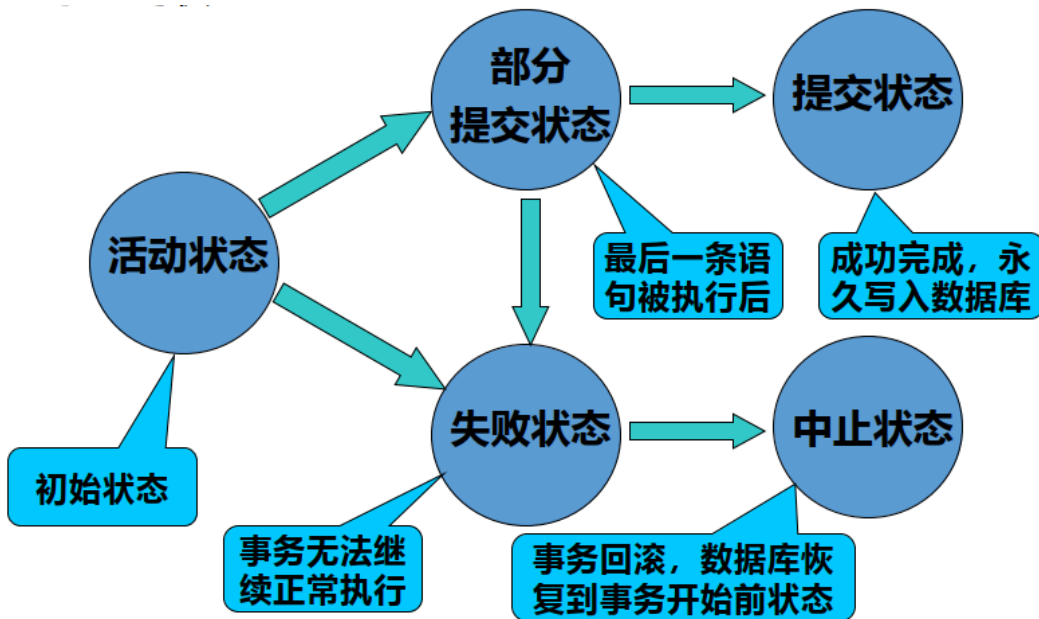 部分
提交状态
提交状态
活动状态
最后一条语
句被执行后
成功完成，永
久写入数据库
失败状态
中止状态
初始状态
事务无法继
续正常执行
事务回滚，数据库恢
复到事务开始前状态